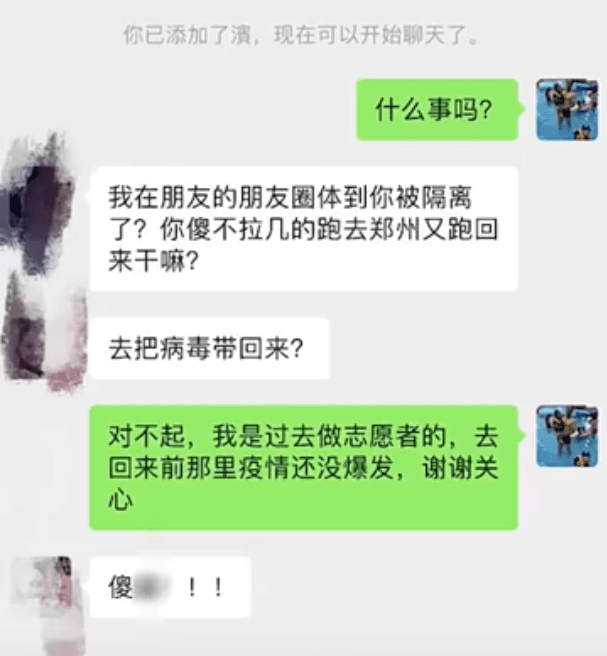 你已添加了濱，现在可以开始聊天了。
什么事吗？
我在朋友的朋友圈体到你被隔离
了？你傻不拉几的跑去郑州又跑回
来干嘛？
去把病毒带回来？
对不起，我是过去做志愿者的，去
回来前那里疫情还没爆发，谢谢关
心
傻 ！！